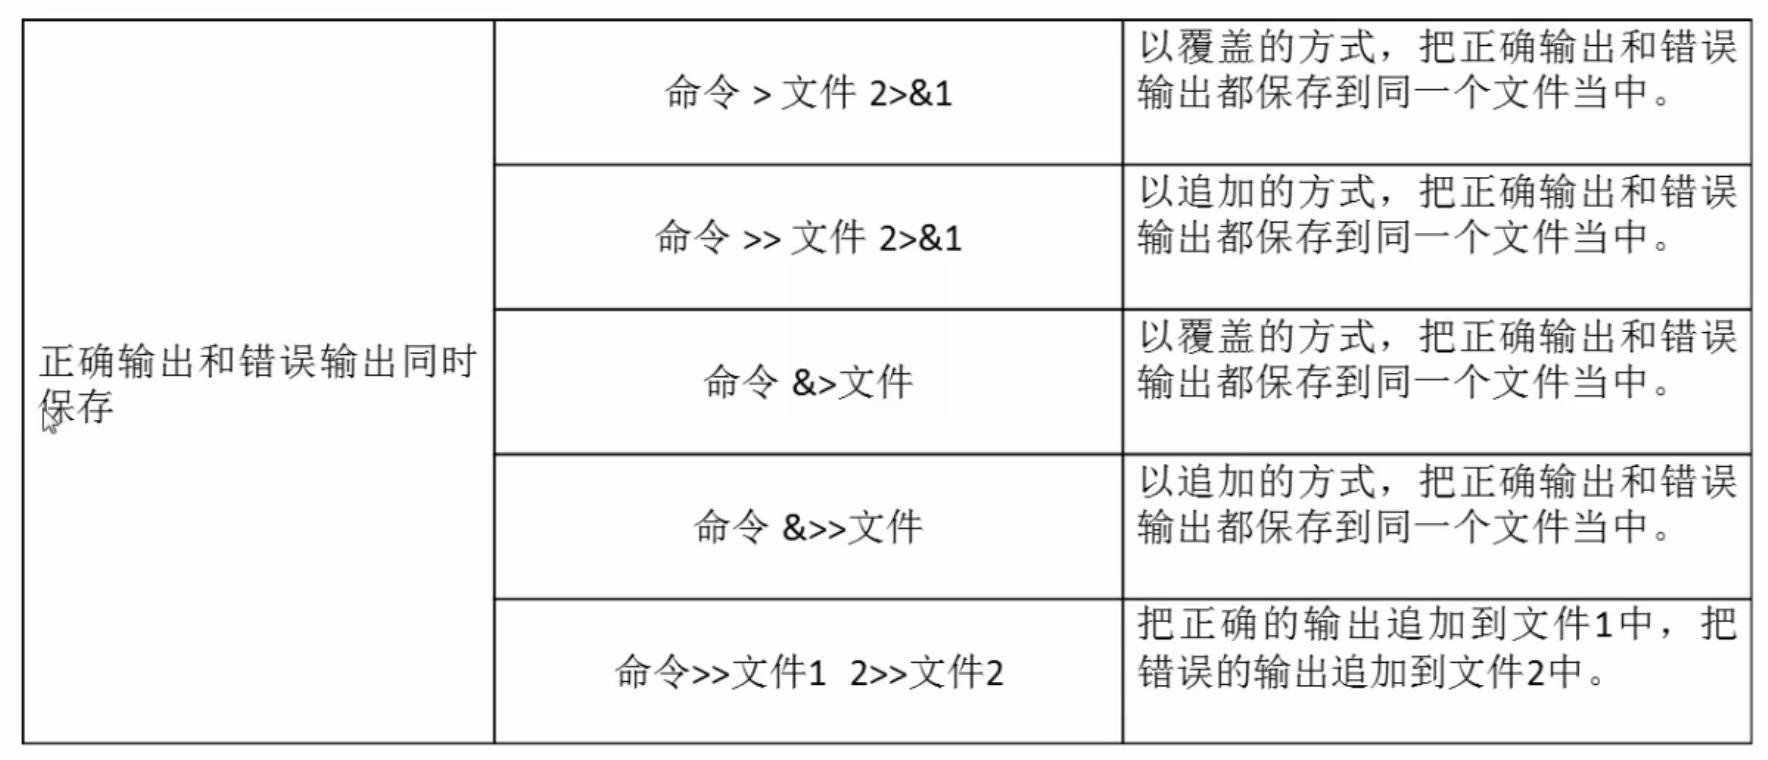 正确输出和错误输出同时
保存
命令 > 文件 2>&1
以覆盖的方式，把正确输出和错误
输出都保存到同一个文件当中。
命令 >> 文件 2>&1
以追加的方式，把正确输出和错误
输出都保存到同一个文件当中。
命令 &>文件
以覆盖的方式，把正确输出和错误
输出都保存到同一个文件当中。
命令 &>>文件
以追加的方式，把正确输出和错误
输出都保存到同一个文件当中。
命令>>文件1 2>>文件2
把正确的输出追加到文件1中，把
错误的输出追加到文件2中。